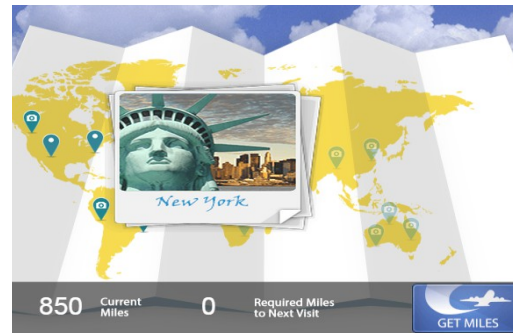 New York
850
Current
Miles
0
Required Miles
to Next Visit
GET MILES